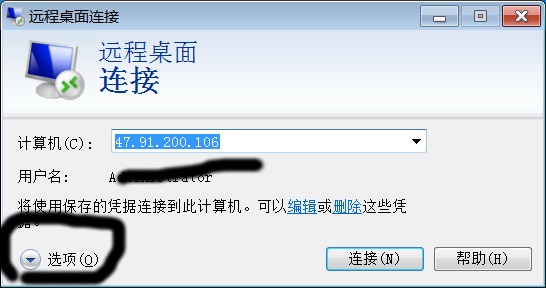 远程桌面连接
远程桌面
连接
计算机(C): 47.91.200.106
用户名:
将使用保存的凭据连接到此计算机。可以编辑或删除这些凭
据。
选项(O) 连接(N) 帮助(H)